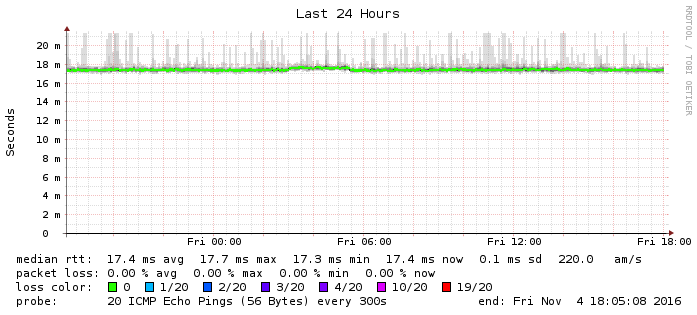 Last 24 Hours
RRDTOOL / TOBI OETIKER
Seconds
20 m
18 m
16 m
14 m
12 m
10 m
8 m
6 m
4 m
2 m
0
Fri 00:00 Fri 06:00 Fri 12:00 Fri 18:00
median rtt: 17.4 ms avg 17.7 ms max 17.3 ms min 17.4 ms now 0.1 ms sd 220.0 am/s
packet loss: 0.00 % avg 0.00 % max 0.00 % min 0.00 % now
loss color: 0 1/20 2/20 3/20 4/20 10/20 19/20
probe: 20 ICMP Echo Pings (56 Bytes) every 300s end: Fri Nov 4 18:05:08 2016